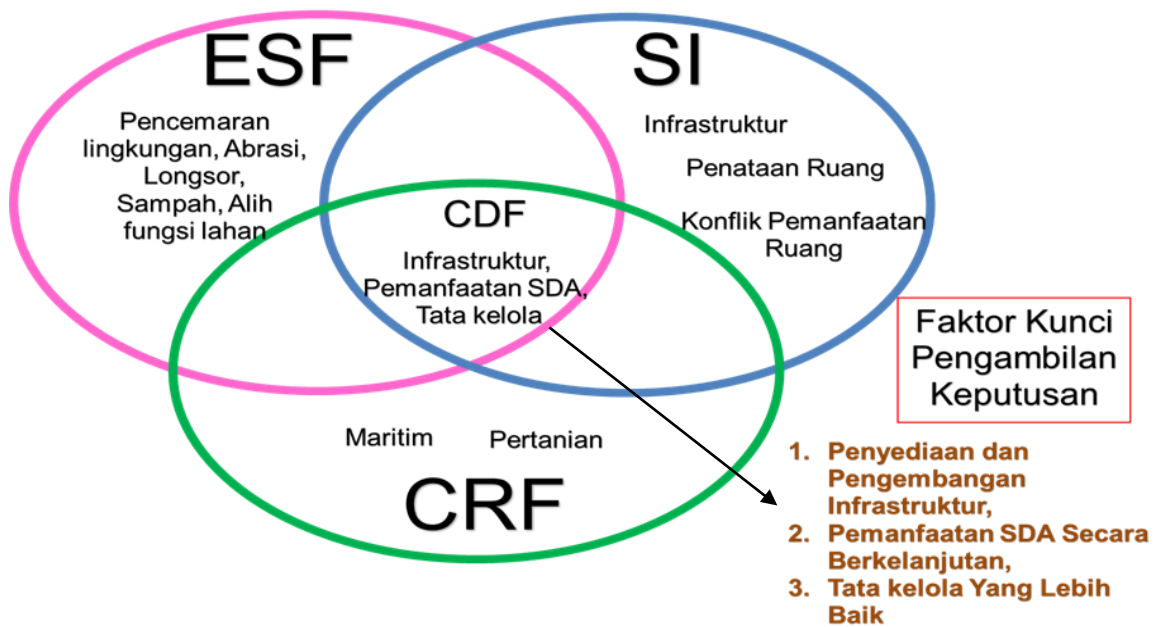 ESF
Pencemaran
lingkungan, Abrasi,
Longsor,
Sampah, Alih
fungsi lahan
SI
Infrastruktur
Penataan Ruang
Konflik Pemanfaatan
Ruang
CDF
Infrastruktur,
Pemanfaatan SDA,
Tata kelola
Maritim
Pertanian
CRF
Faktor Kunci
Pengambilan
Keputusan
1. Penyediaan dan
Pengembangan
Infrastruktur,
2. Pemanfaatan SDA Secara
Berkelanjutan,
3. Tata kelola Yang Lebih
Baik